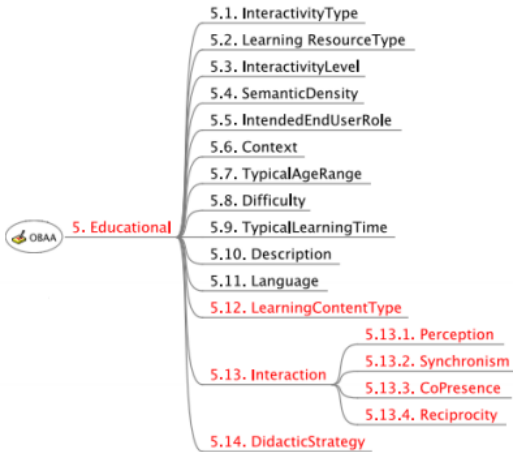 OBAA
5. Educational
5.1. InteractivityType
5.2. Learning ResourceType
5.3. InteractivityLevel
5.4. SemanticDensity
5.5. IntendedEndUserRole
5.6. Context
5.7. TypicalAgeRange
5.8. Difficulty
5.9. TypicalLearningTime
5.10. Description
5.11. Language
5.12. LearningContentType
5.13. Interaction
5.13.1. Perception
5.13.2. Synchronism
5.13.3. CoPresence
5.13.4. Reciprocity
5.14. DidacticStrategy